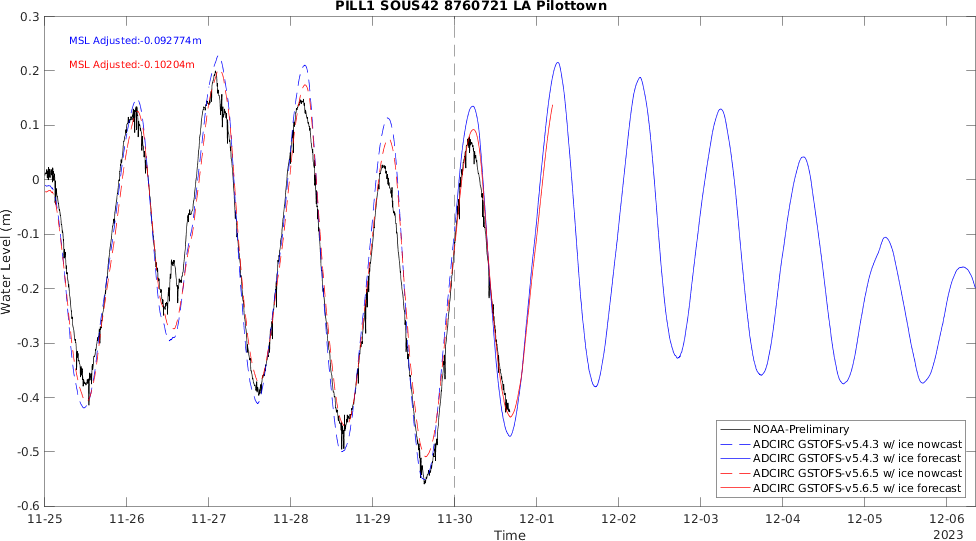 PILL1 SOUS42 8760721 LA Pilottown
MSL Adjusted:-0.092774m
MSL Adjusted:-0.10204m
0.3
0.2
0.1
0
-0.1
-0.2
-0.3
-0.4
-0.5
-0.6
Water Level (m)
NOAA-Preliminary
ADCIRC GSTOFS-v5.4.3 w/ ice nowcast
ADCIRC GSTOFS-v5.4.3 w/ ice forecast
ADCIRC GSTOFS-v5.6.5 w/ ice nowcast
ADCIRC GSTOFS-v5.6.5 w/ ice forecast
11-25 11-26 11-27 11-28 11-29 11-30 12-01 12-02 12-03 12-04 12-05 12-06
Time
2023